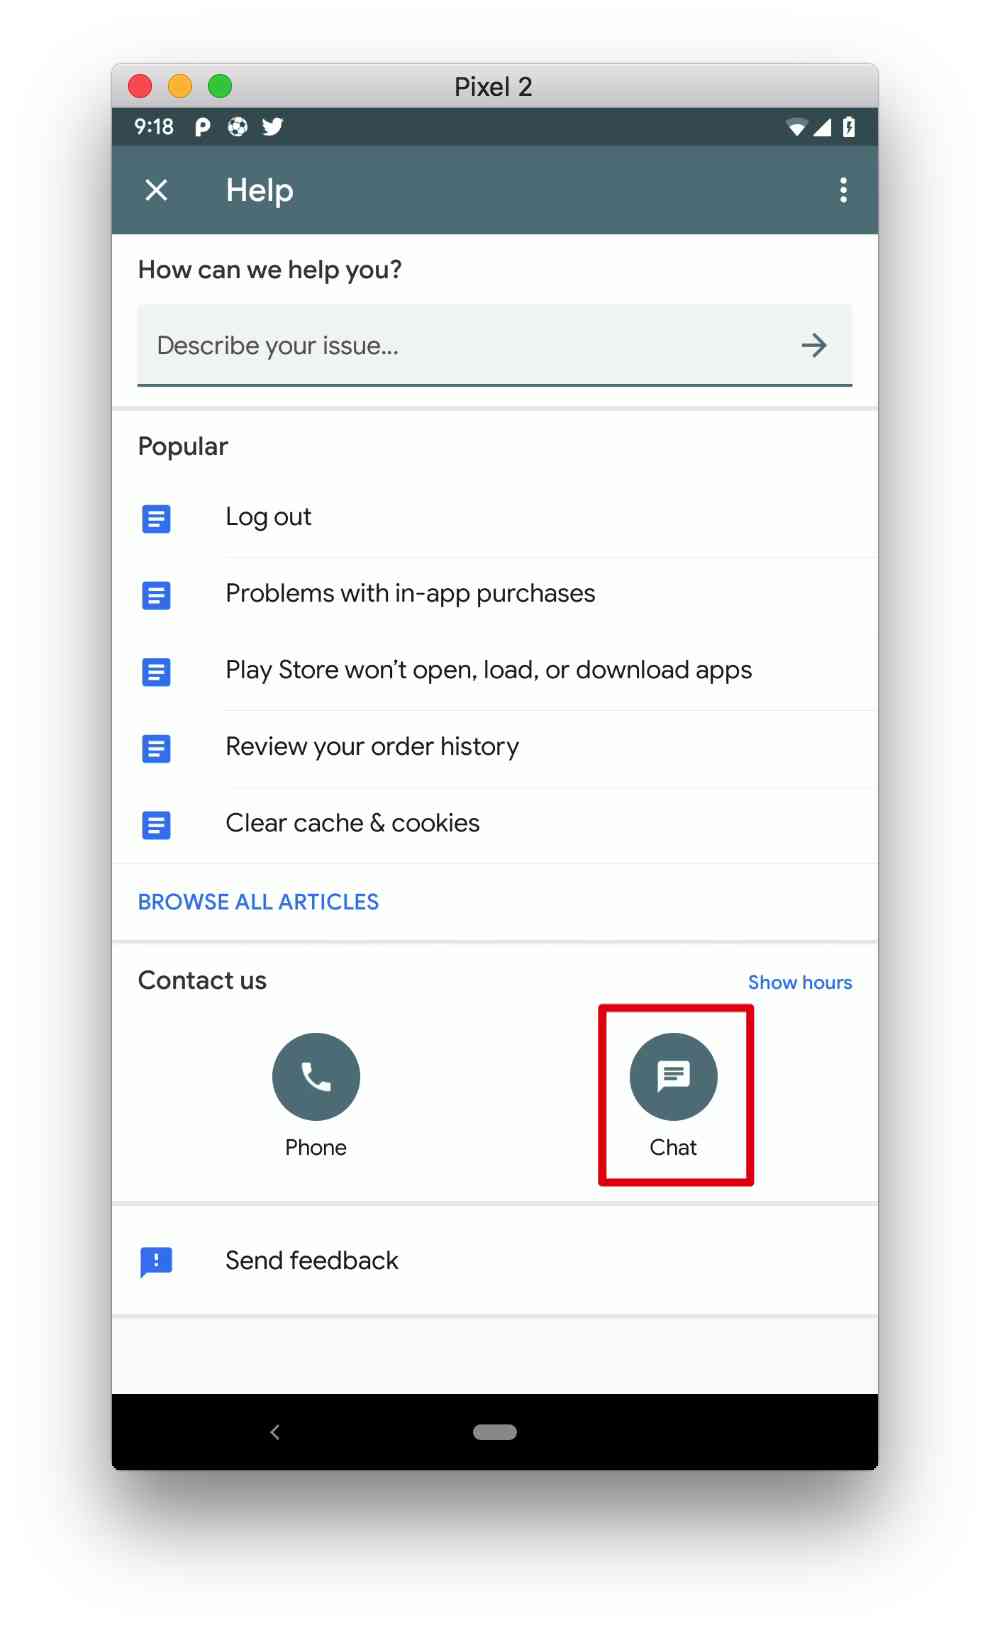 Pixel 2
9:18
Help
How can we help you?
Describe your issue...
Popular
Log out
Problems with in-app purchases
Play Store won't open, load, or download apps
Review your order history
Clear cache & cookies
BROWSE ALL ARTICLES
Contact us
Show hours
Phone
Chat
Send feedback